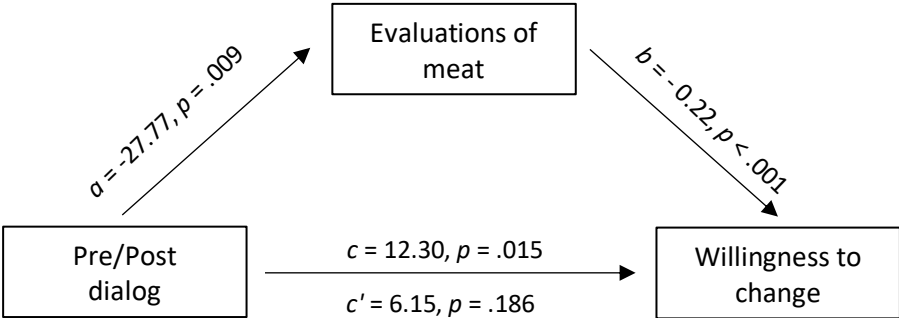 Evaluations of
meat
a = -27.77, p = .009
b = - 0.22, p < .001
Pre/Post
dialog
c = 12.30, p = .015
c' = 6.15, p = .186
Willingness to
change